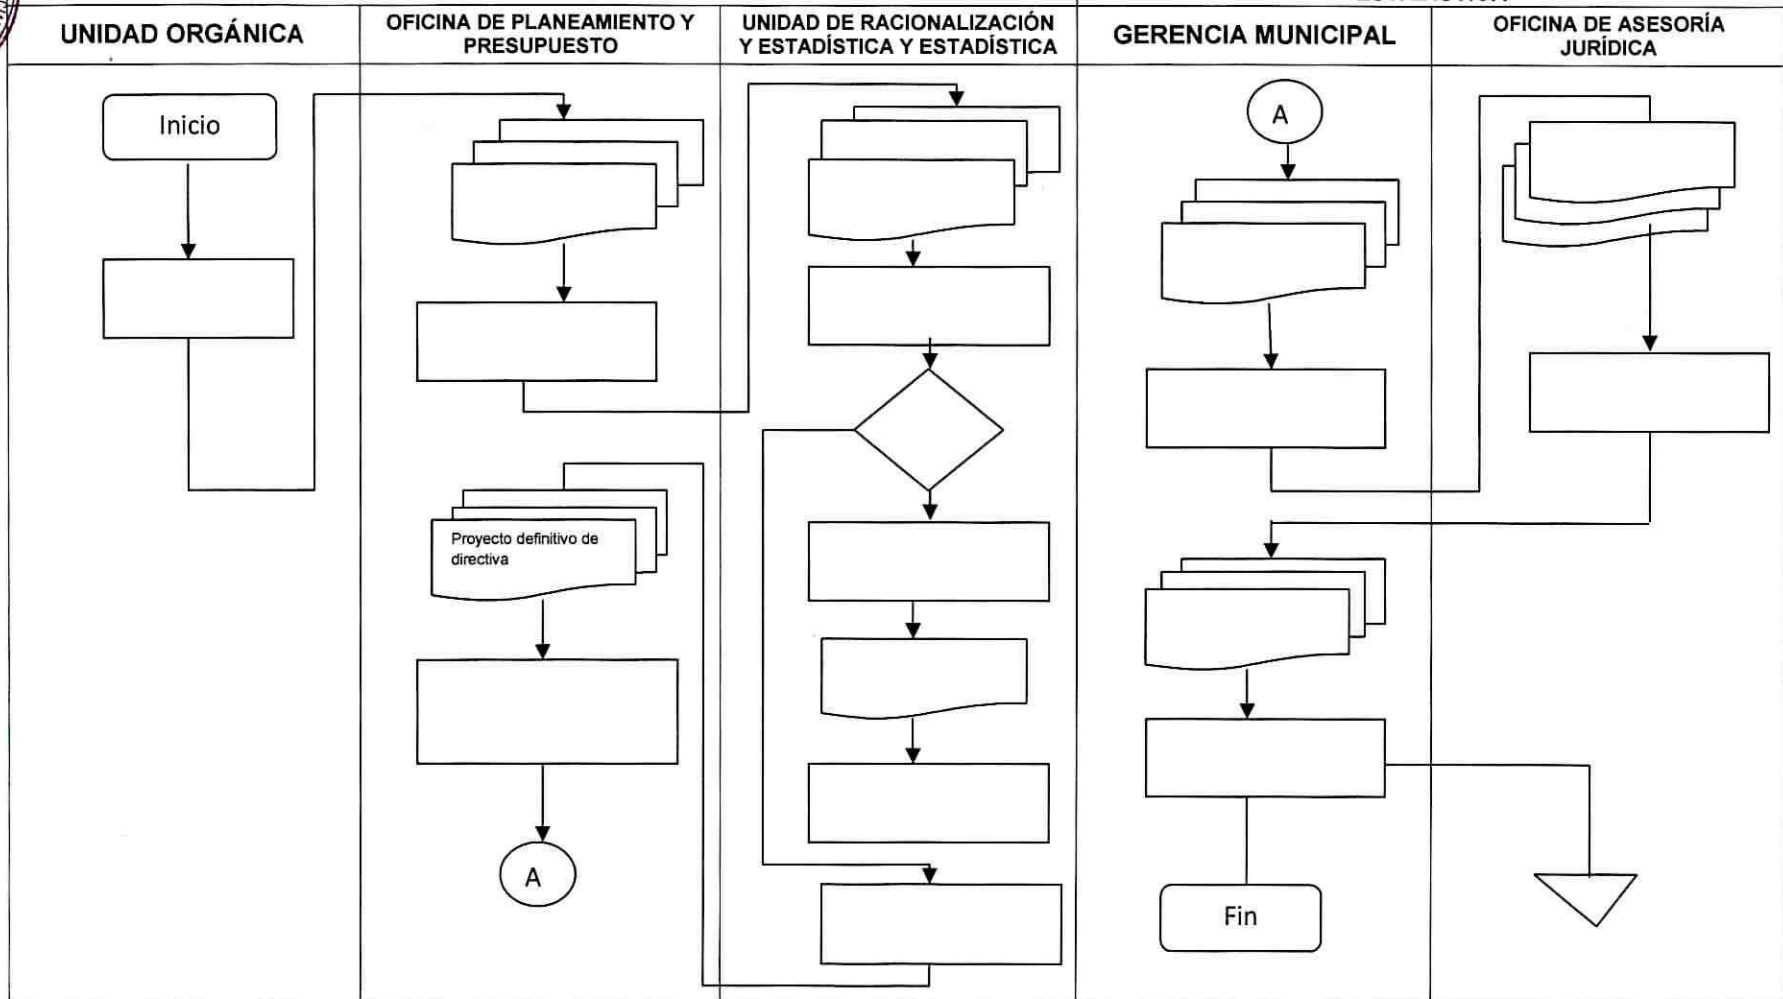 UNIDAD ORGÁNICA
OFICINA DE PLANEAMIENTO Y
PRESUPUESTO
UNIDAD DE RACIONALIZACIÓN
Y ESTADÍSTICA Y ESTADÍSTICA
GERENCIA MUNICIPAL
OFICINA DE ASESORÍA
JURÍDICA
Inicio
A
Proyecto definitivo de
directiva
A
Fin